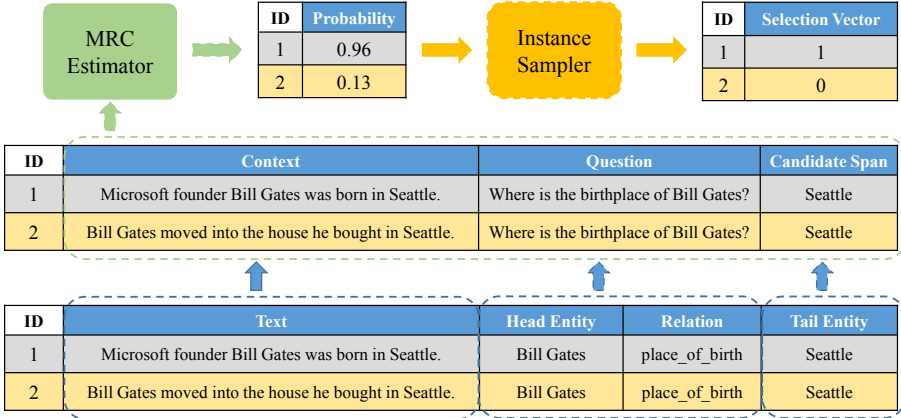 MRC
Estimator
ID Probability
1 0.96
2 0.13
Instance
Sampler
ID Selection Vector
1 1
2 0
ID Context Question Candidate Span
1 Microsoft founder Bill Gates was born in Seattle. Where is the birthplace of Bill Gates? Seattle
2 Bill Gates moved into the house he bought in Seattle. Where is the birthplace of Bill Gates? Seattle
ID Text Head Entity Relation Tail Entity
1 Microsoft founder Bill Gates was born in Seattle. Bill Gates place_of_birth Seattle
2 Bill Gates moved into the house he bought in Seattle. Bill Gates place_of_birth Seattle